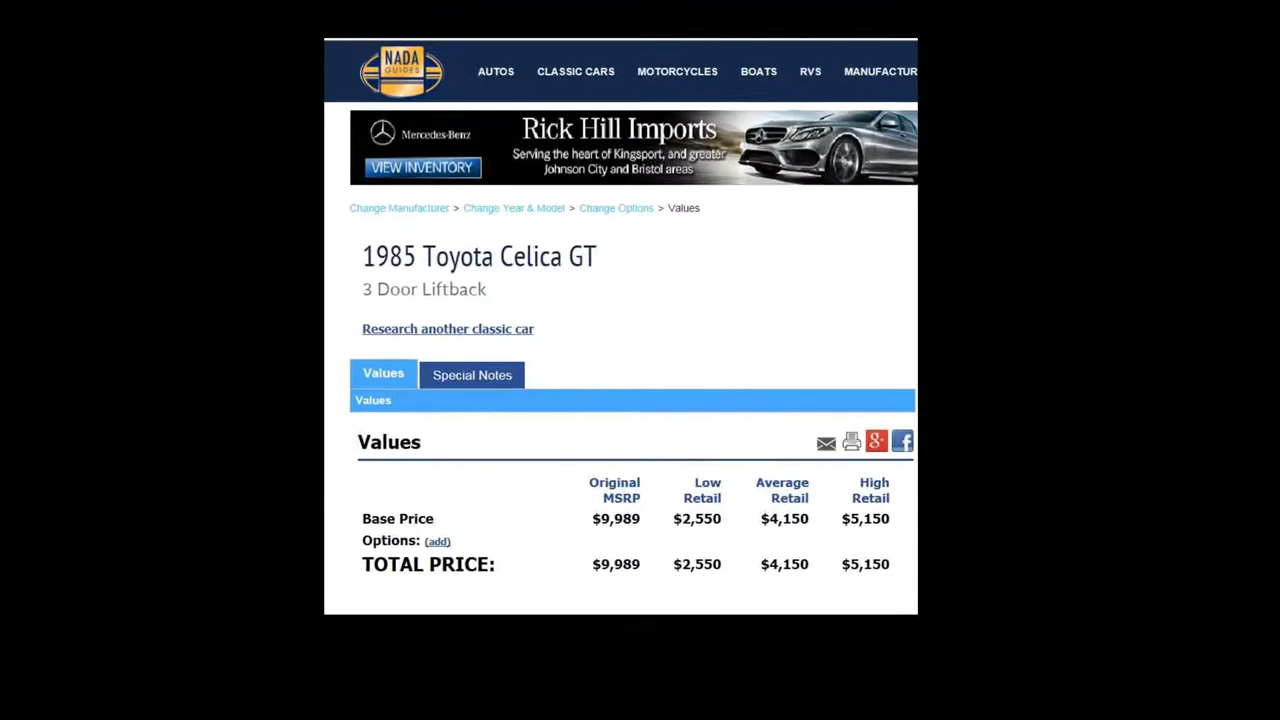 NADA
GUIDES
AUTOS CLASSIC CARS MOTORCYCLES BOATS RVS MANUFACTUR
Mercedes-Benz
VIEW INVENTORY
Rick Hill Imports
Serving the heart of Kingsport, and greater
Johnson City and Bristol areas
Change Manufacturer > Change Year & Model > Change Options > Values
1985 Toyota Celica GT
3 Door Liftback
Research another classic car
Values Special Notes
Values
Values
Original MSRP Low Retail Average Retail High Retail
Base Price $9,989 $2,550 $4,150 $5,150
Options: (add)
TOTAL PRICE: $9,989 $2,550 $4,150 $5,150